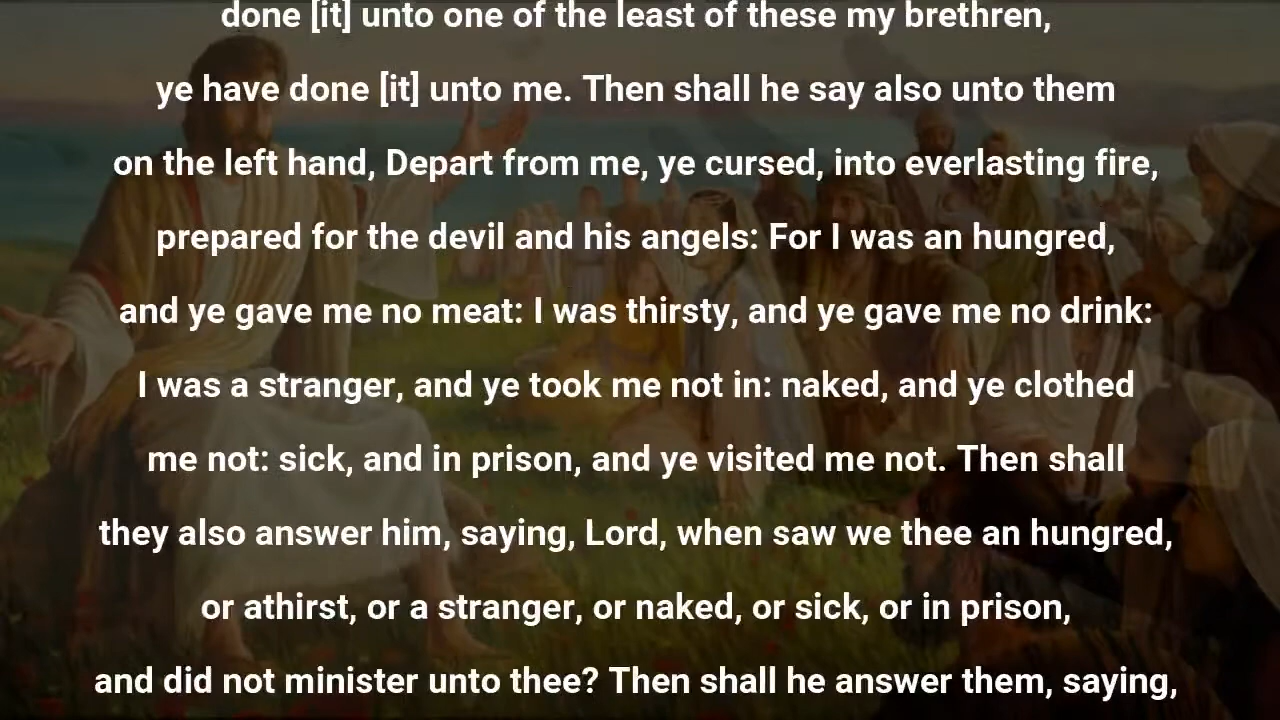 done [it] unto one of the least of these my brethren,
ye have done [it] unto me. Then shall he say also unto them
on the left hand, Depart from me, ye cursed, into everlasting fire,
prepared for the devil and his angels: For I was an hungred,
and ye gave me no meat: I was thirsty, and ye gave me no drink:
I was a stranger, and ye took me not in: naked, and ye clothed
me not: sick, and in prison, and ye visited me not. Then shall
they also answer him, saying, Lord, when saw we thee an hungred,
or athirst, or a stranger, or naked, or sick, or in prison,
and did not minister unto thee? Then shall he answer them, saying,